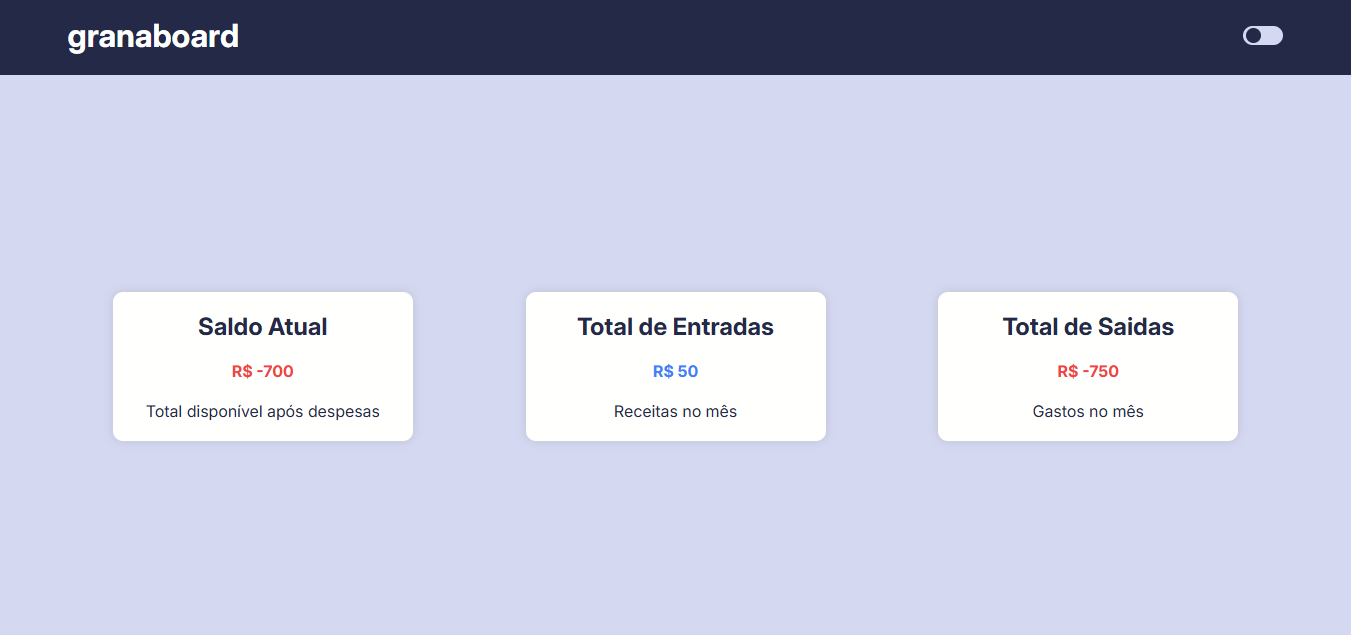 granaboard
Saldo Atual
R$ -700
Total disponível após despesas
Total de Entradas
R$ 50
Receitas no mês
Total de Saidas
R$ -750
Gastos no mês